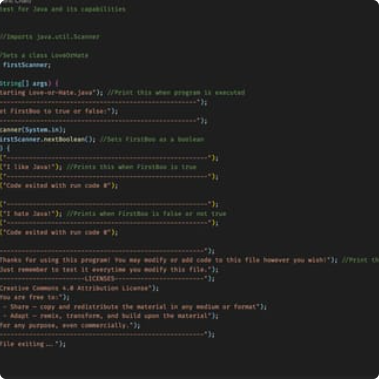 test for Java and its capabilities
//imports java.util.Scanner
/Sets a class LoveOrHate
firstScanner;
String[] args) {
tarting Love-or-Hate.java"); //Print this when program is executed
----------------------------------------------------------");
et FirstBoo to true or false:");
----------------------------------------------------------");
canner(System.in);
irstScanner.nextBoolean(); //Sets FirstBoo as a boolean
) {
("----------------------------------------------------------");
("I like Java!"); //Prints this when FirstBoo is true
("----------------------------------------------------------");
("Code exited with run code 0");
("----------------------------------------------------------");
("I hate Java!"); //Prints when FirstBoo is false or not true
("----------------------------------------------------------");
("Code exited with run code 0");
----------------------------------------------------------");
Thanks for using this program! You may modify or add code to this file however you wish!"); //Print th
Just remember to test it everytime you modify this file.");
-------------------------LICENSES--------------------------");
Creative Commons 4.0 Attribution License");
You are free to:");
- Share — copy and redistribute the material in any medium or format");
- Adapt — remix, transform, and build upon the material");
for any purpose, even commercially.");
----------------------------------------------------------");
File exiting...");